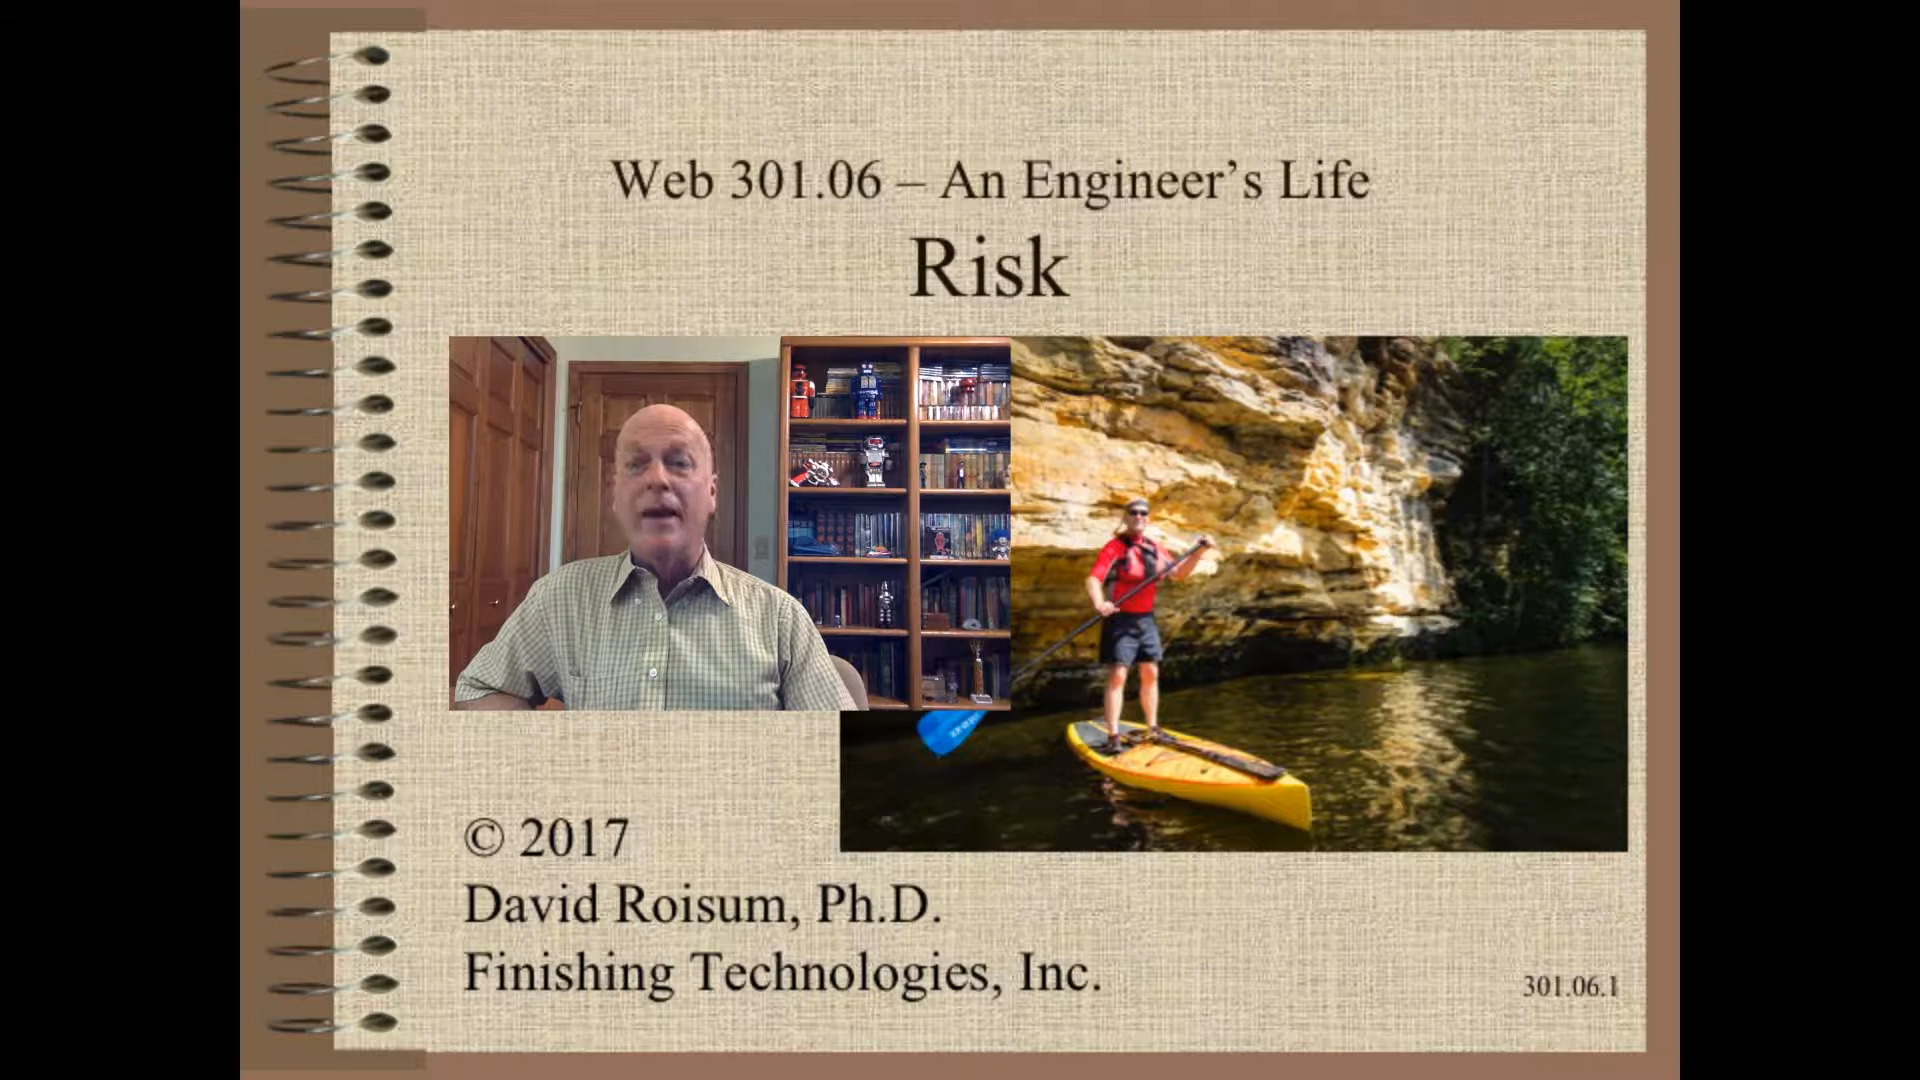 Web 301.06 – An Engineer’s Life
Risk
© 2017
David Roisum, Ph.D.
Finishing Technologies, Inc.
301.06.1